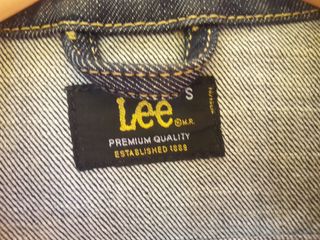 S
Lee ® M.R.
PREMIUM QUALITY
ESTABLISHED 1889